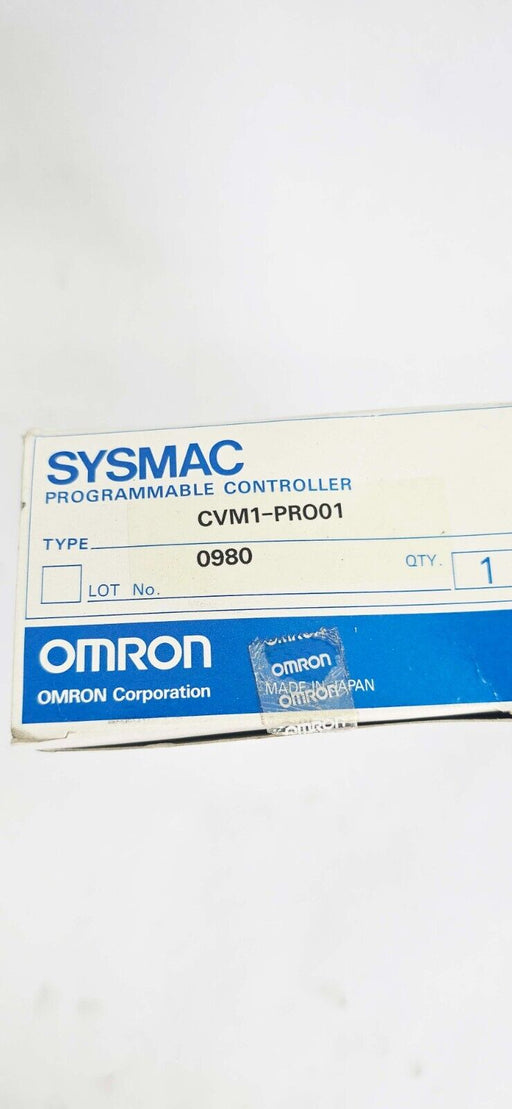 SYSMAC
PROGRAMMABLE CONTROLLER
CVM1-PRO01
TYPE
0980
QTY. 1
LOT No.
OMRON
OMRON
OMRON Corporation
MADE IN JAPAN
OMRON
OMRON